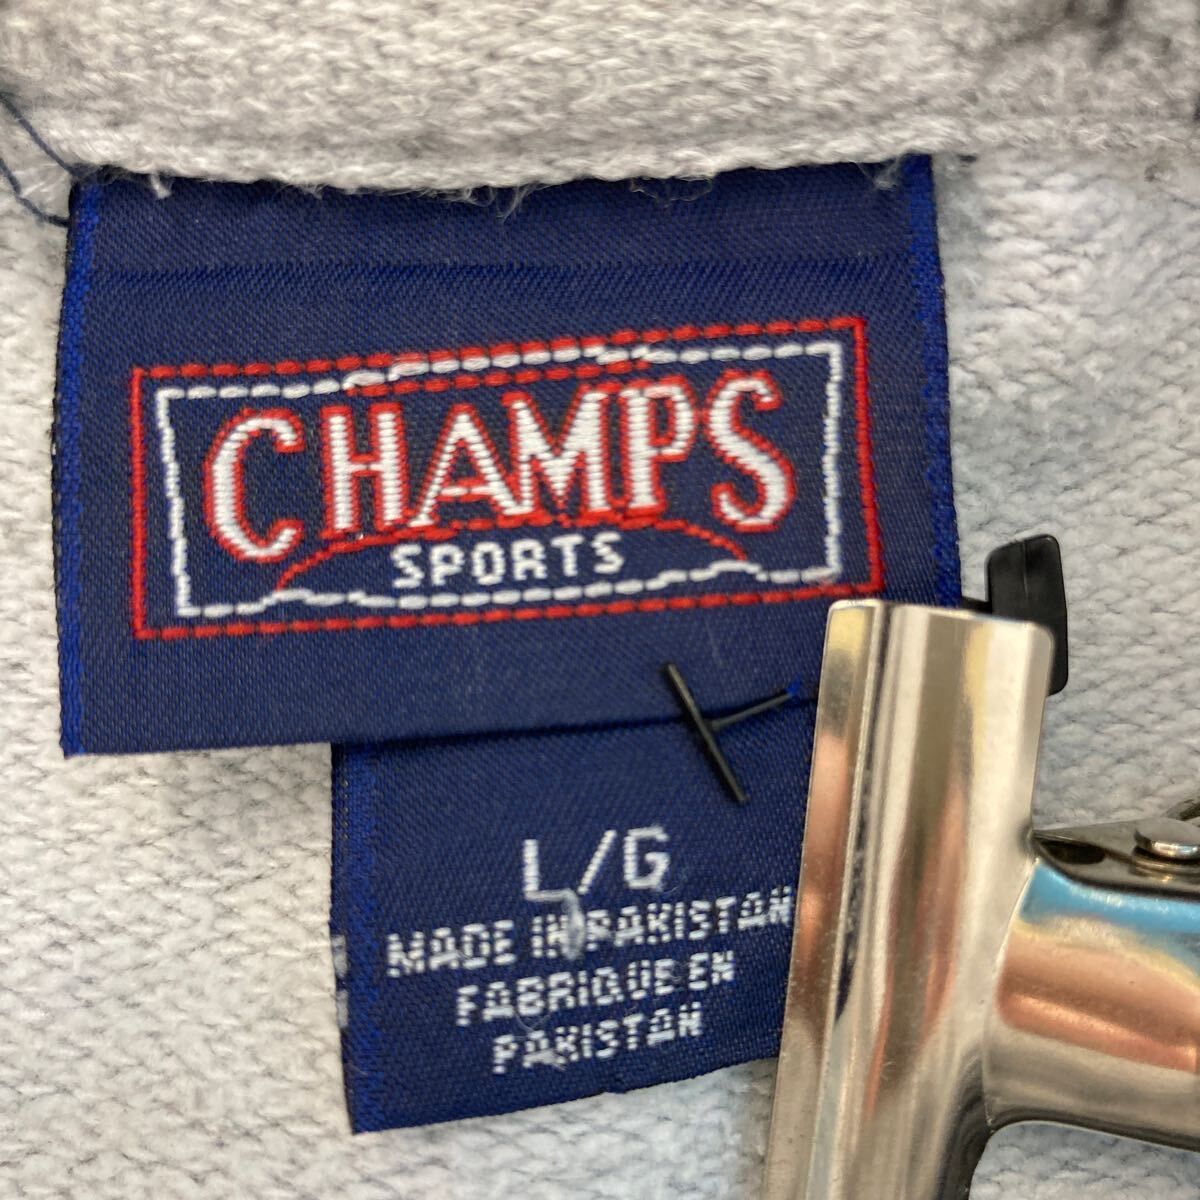 CHAMPS
SPORTS
L/G
MADE IN PAKISTAN
FABRIQUE EN
PAKISTAN